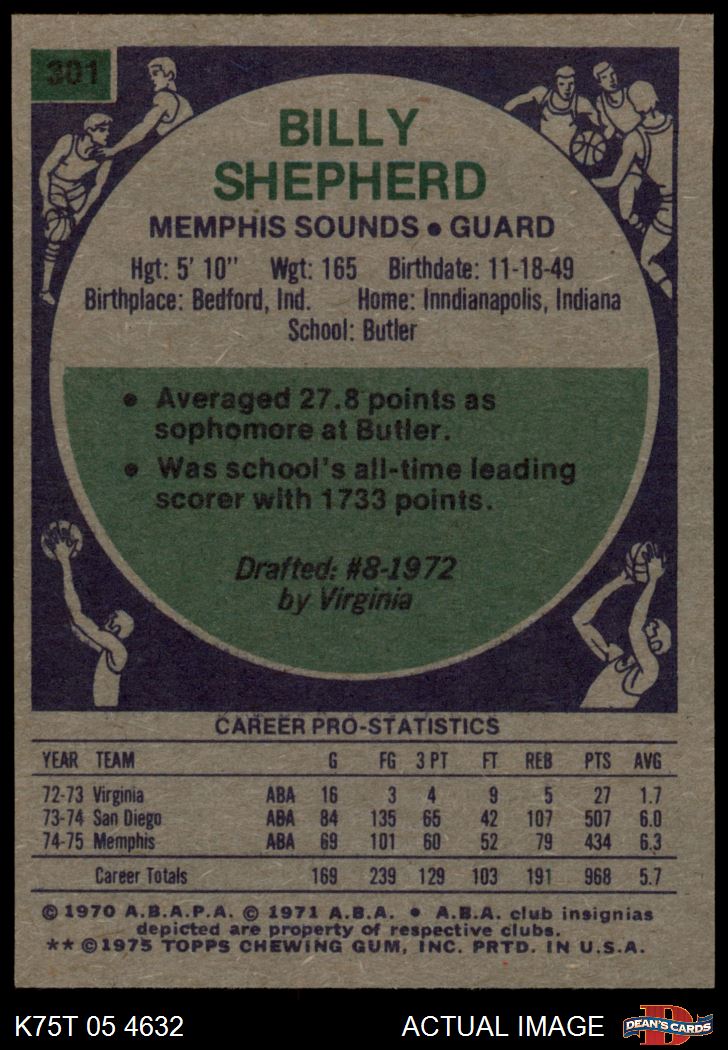 301
BILLY
SHEPHERD
MEMPHIS SOUNDS • GUARD
Hgt: 5' 10" Wgt: 165 Birthdate: 11-18-49
Birthplace: Bedford, Ind. Home: Inndianapolis, Indiana
School: Butler
• Averaged 27.8 points as
sophomore at Butler.
• Was school's all-time leading
scorer with 1733 points.
Drafted: #8-1972
by Virginia
CAREER PRO-STATISTICS
YEAR TEAM G FG 3 PT FT REB PTS AVG
72-73 Virginia ABA 16 3 4 9 5 27 1.7
73-74 San Diego ABA 84 135 65 42 107 507 6.0
74-75 Memphis ABA 69 101 60 52 79 434 6.3
Career Totals 169 239 129 103 191 968 5.7
© 1970 A.B.A.P.A. © 1971 A.B.A. • A.B.A. club insignias
depicted are property of respective clubs.
** ©1975 TOPPS CHEWING GUM, INC. PRTD. IN U.S.A.
K75T 05 4632 ACTUAL IMAGE
D
DEAN'S CARDS